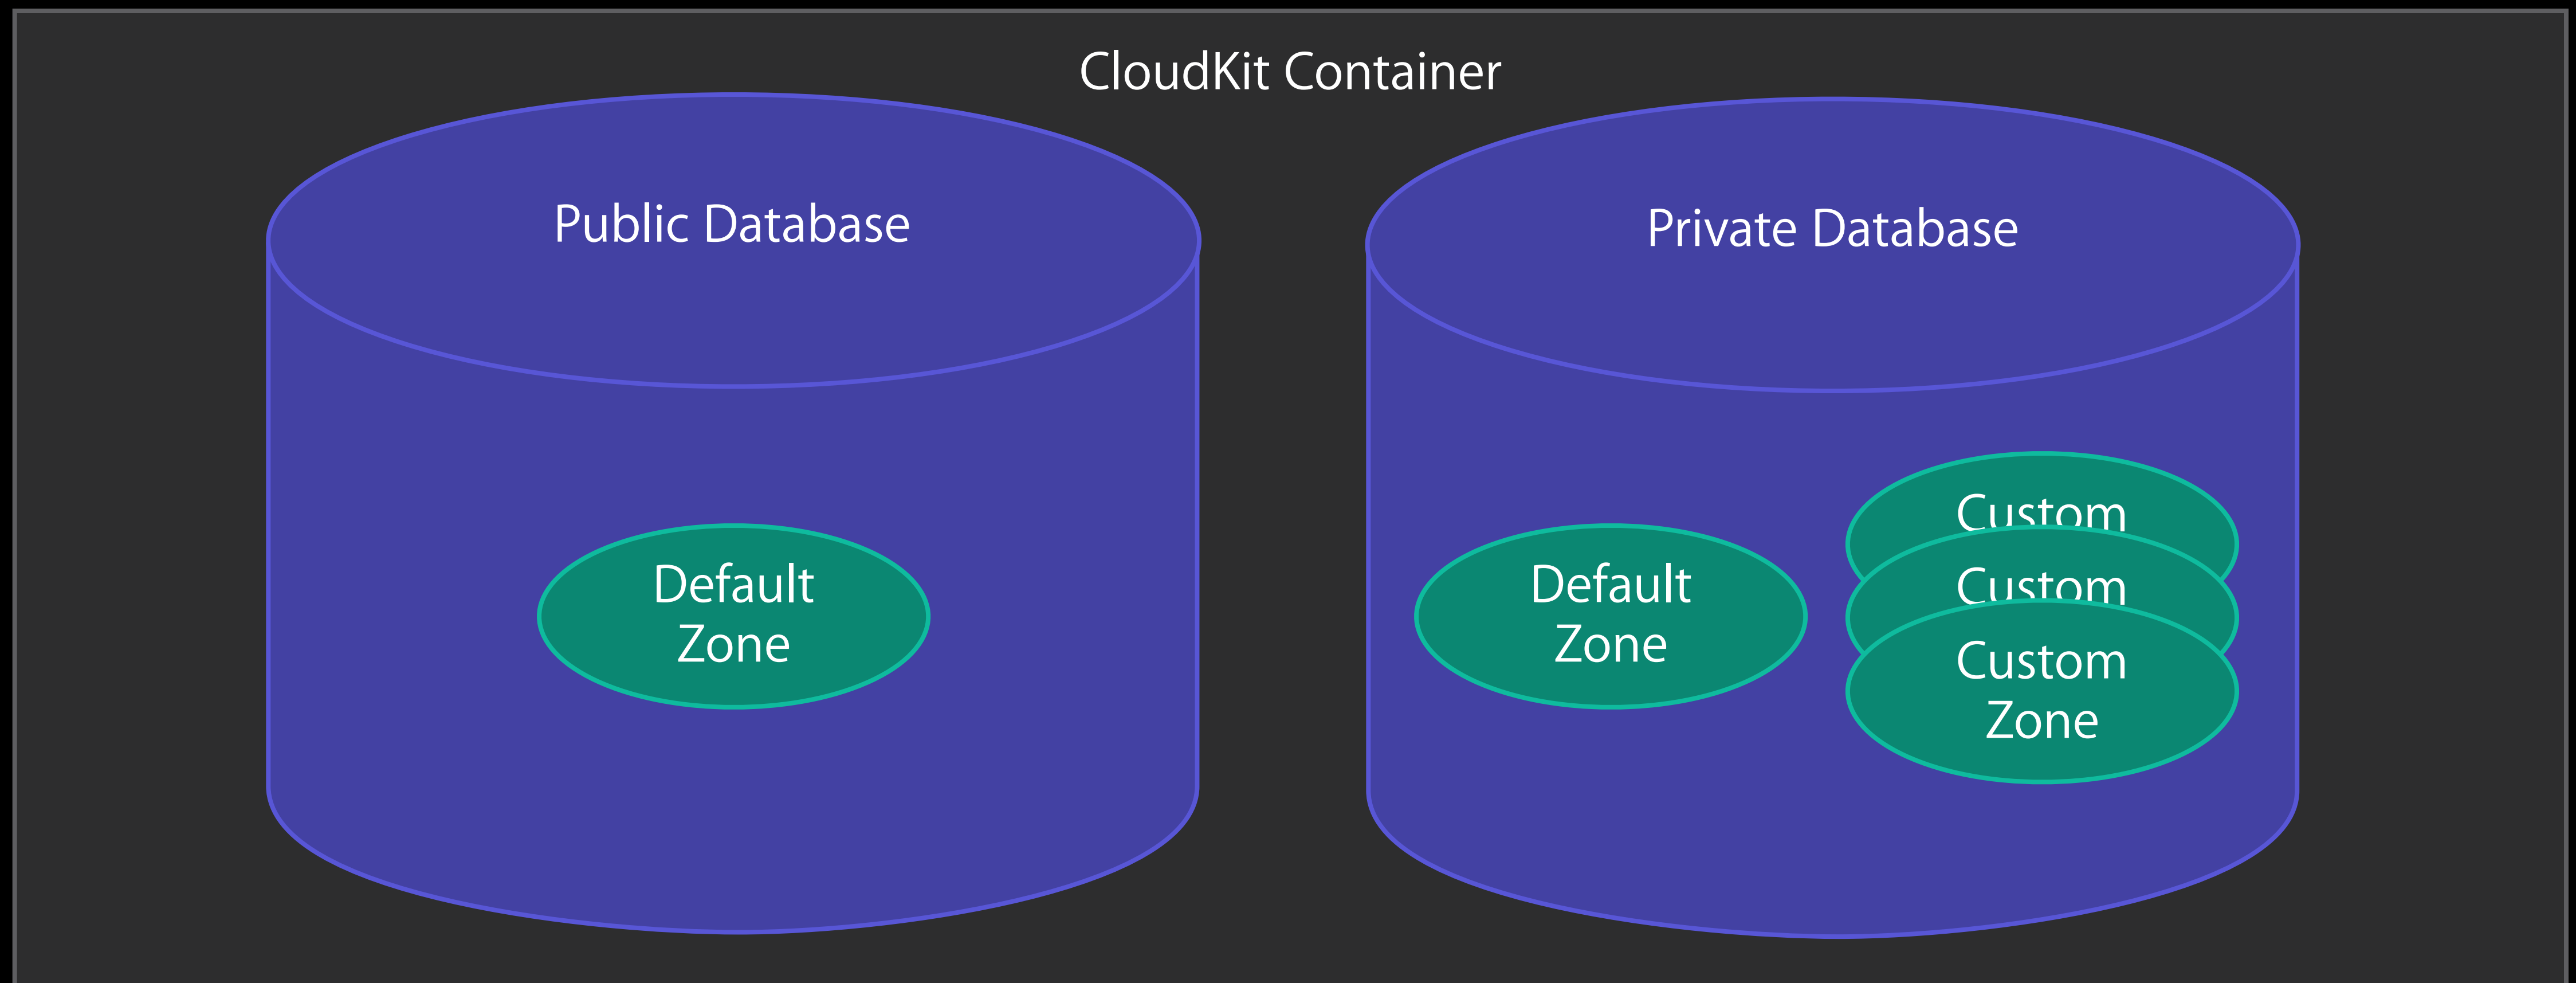 CloudKit Container
Public Database
Private Database
Default
Zone
Default
Zone
Custom
Custom
Custom
Zone